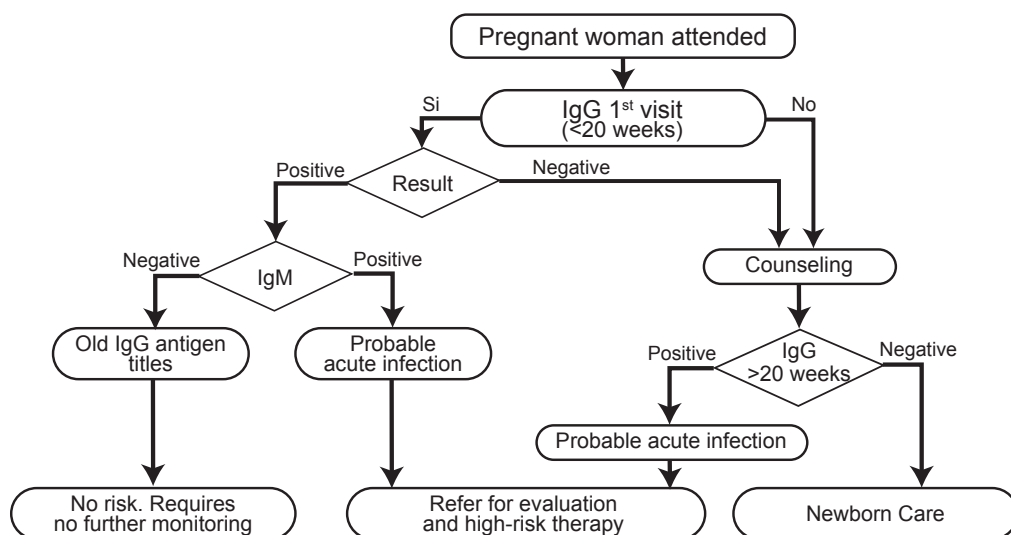 Pregnant woman attended
Si
IgG 1st visit
(<20 weeks)
No
Positive
Result
Negative
Negative
IgM
Positive
Counseling
Old IgG antigen
titles
Probable
acute infection
Positive
IgG
>20 weeks
Negative
Probable acute infection
No risk. Requires
no further monitoring
Refer for evaluation
and high-risk therapy
Newborn Care